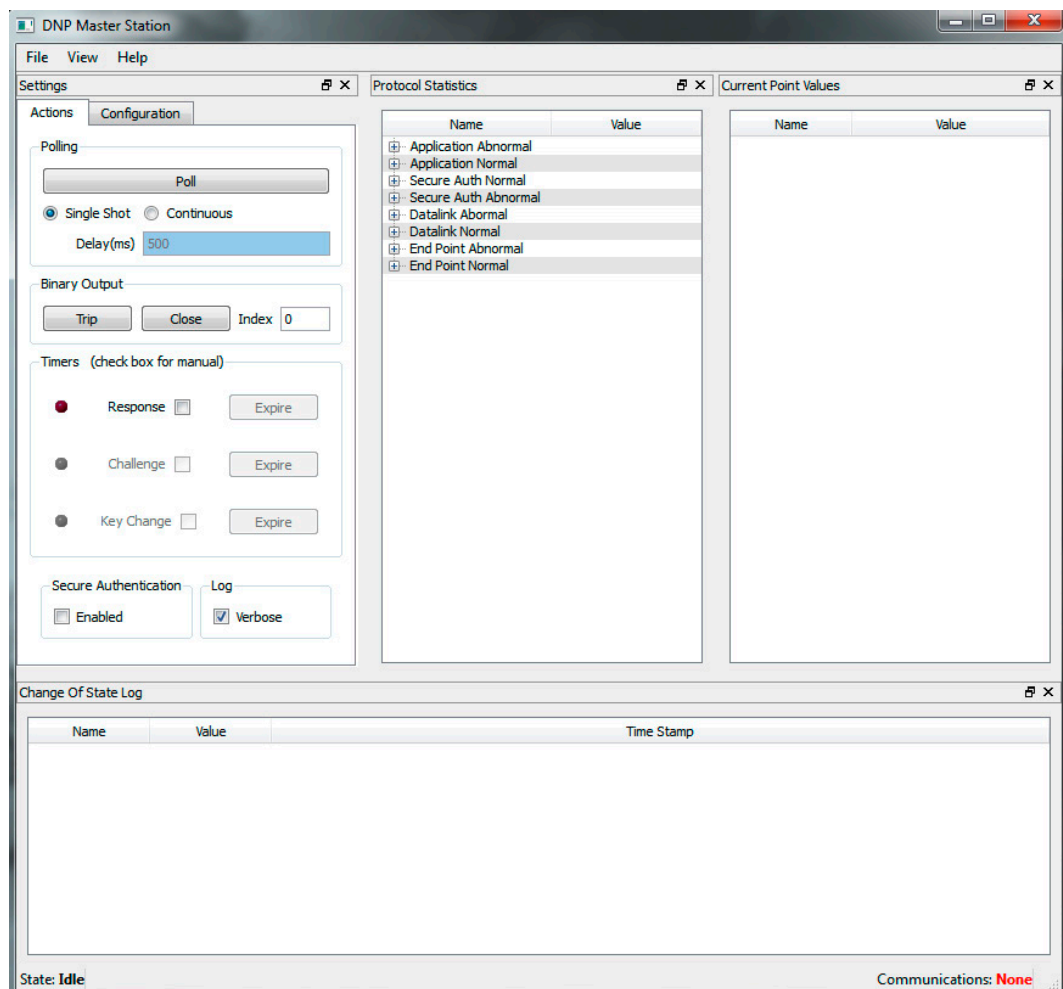 DNP Master Station
File View Help
Settings
Actions Configuration
Polling
Poll
Single Shot Continuous
Delay(ms) 500
Binary Output
Trip Close Index 0
Timers (check box for manual)
Response Expire
Challenge Expire
Key Change Expire
Secure Authentication
Enabled
Log
Verbose
Protocol Statistics
Name Value
Application Abnormal
Application Normal
Secure Auth Normal
Secure Auth Abnormal
Datalink Abormal
Datalink Normal
End Point Abnormal
End Point Normal
Current Point Values
Name Value
Change Of State Log
Name Value Time Stamp
State: Idle
Communications: None